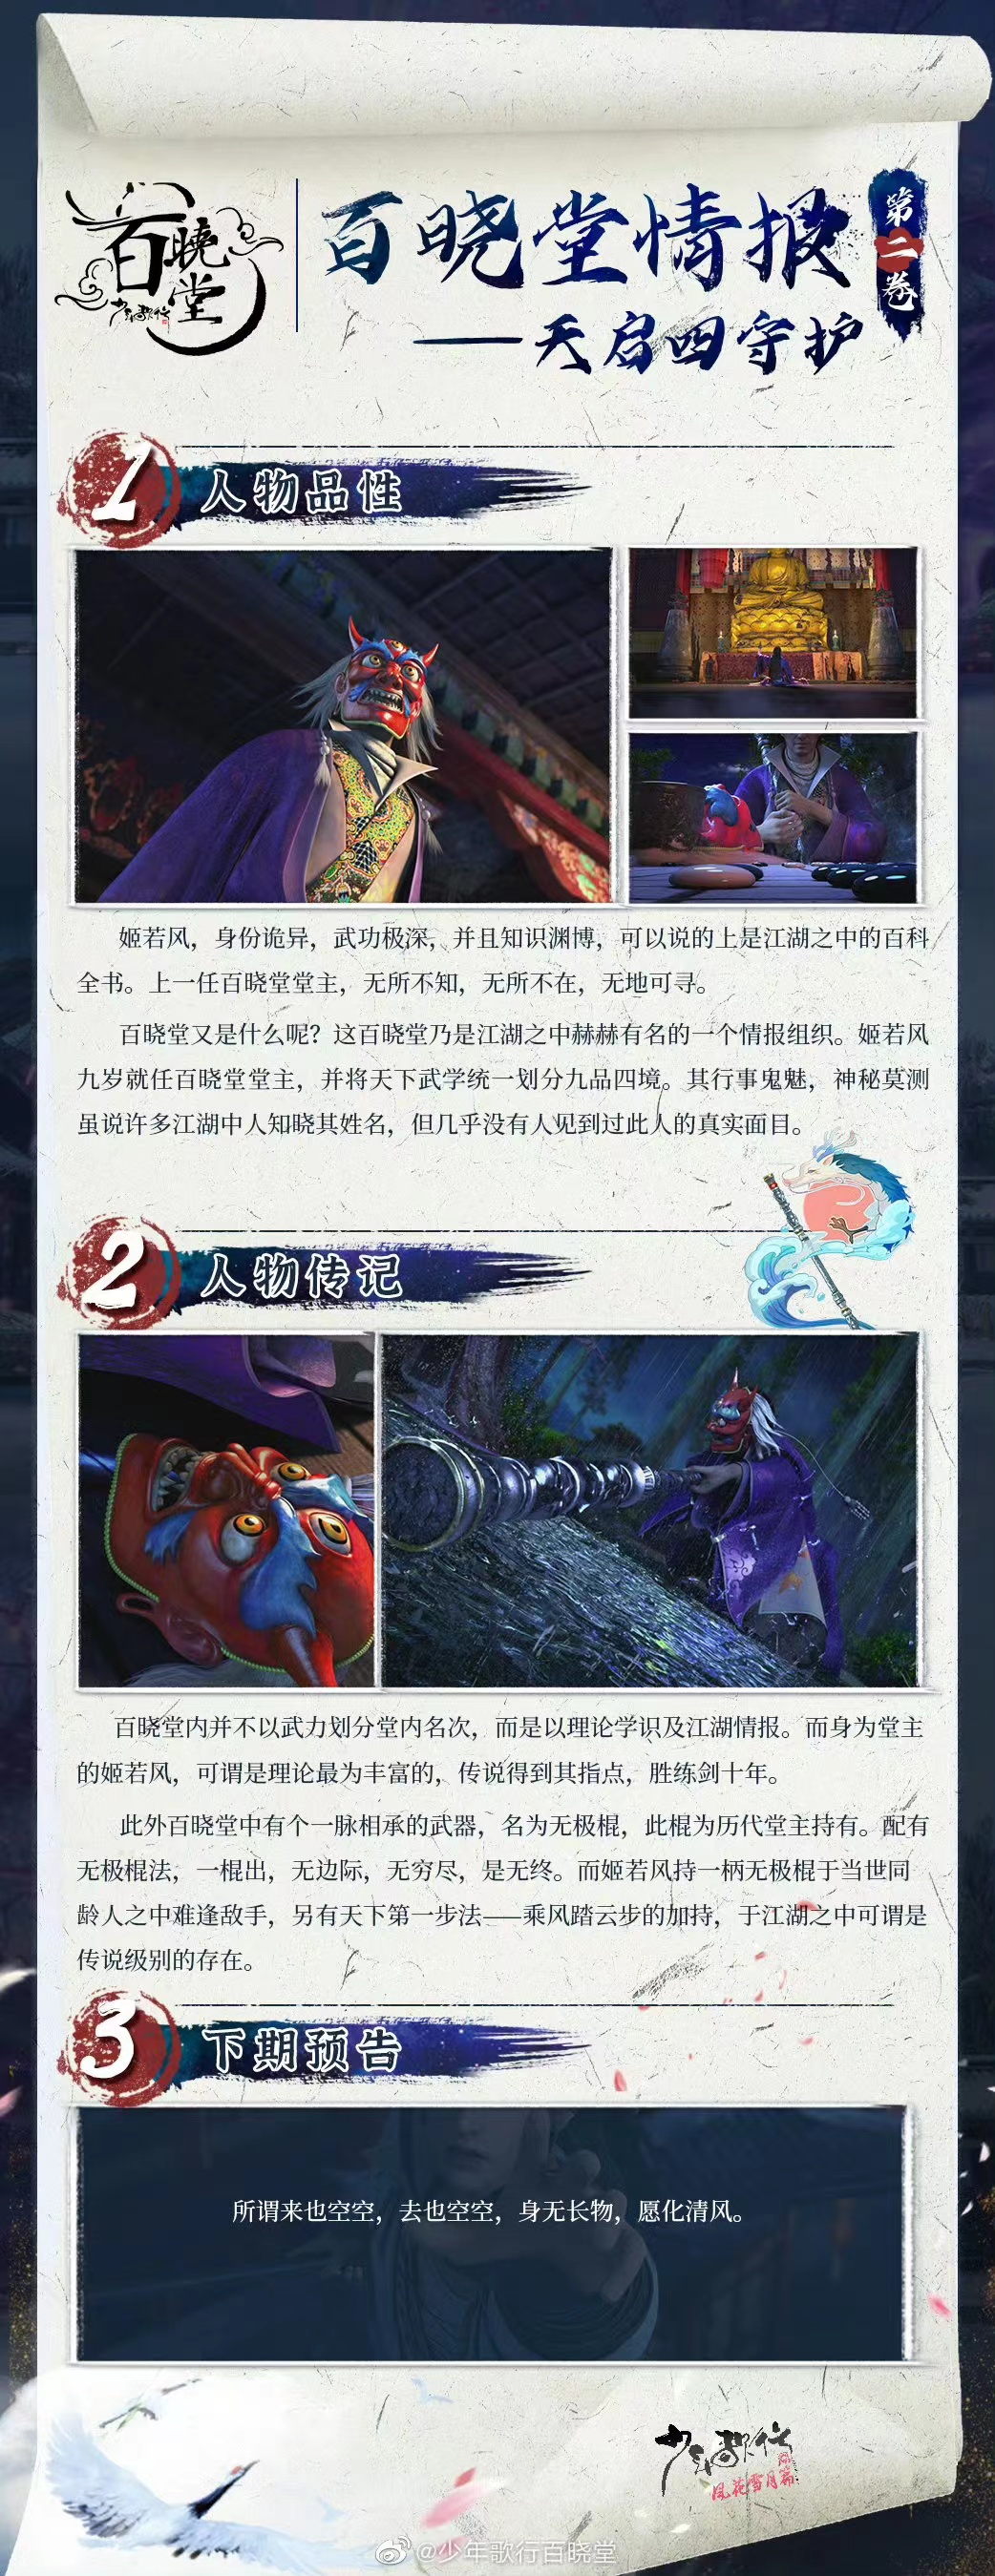 百曉堂
少年歌行
百晓堂情报
第二卷
——天启四守护
1
人物品性
姬若风，身份诡异，武功极深，并且知识渊博，可以说的上是江湖之中的百科
全书。上一任百晓堂堂主，无所不知，无所不在，无地可寻。
百晓堂又是什么呢？这百晓堂乃是江湖之中赫赫有名的一个情报组织。姬若风
九岁就任百晓堂堂主，并将天下武学统一划分九品四境。其行事鬼魅，神秘莫测
虽说许多江湖中人知晓其姓名，但几乎没有人见到过此人的真实面目。
2
人物传记
百晓堂内并不以武力划分堂内名次，而是以理论学识及江湖情报。而身为堂主
的姬若风，可谓是理论最为丰富的，传说得到其指点，胜练剑十年。
此外百晓堂中有个一脉相承的武器，名为无极棍，此棍为历代堂主持有。配有
无极棍法，一棍出，无边际，无穷尽，是无终。而姬若风持一柄无极棍于当世同
龄人之中难逢敌手，另有天下第一步法——乘风踏云步的加持，于江湖之中可谓是
传说级别的存在。
3
下期预告
所谓来也空空，去也空空，身无长物，愿化清风。
少年歌行
风花雪月篇
@少年歌行百晓堂